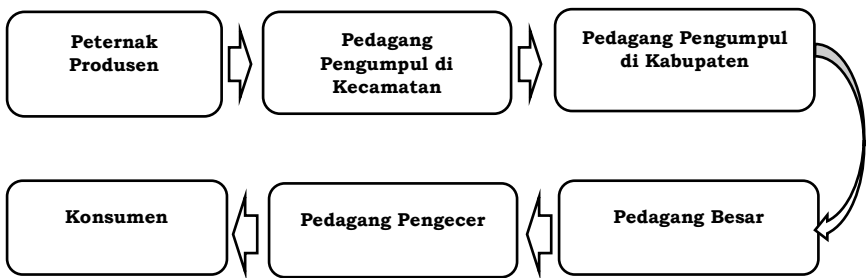 Peternak
Produsen
Pedagang
Pengumpul di
Kecamatan
Pedagang Pengumpul
di Kabupaten
Pedagang Besar
Pedagang Pengecer
Konsumen